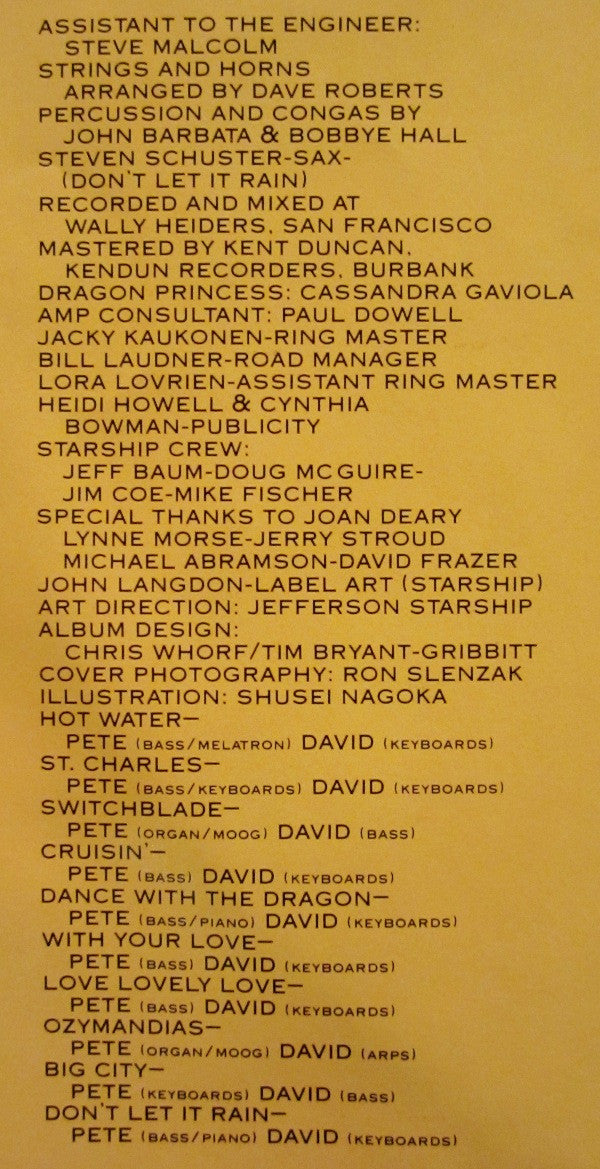 ASSISTANT TO THE ENGINEER:
STEVE MALCOLM
STRINGS AND HORNS
ARRANGED BY DAVE ROBERTS
PERCUSSION AND CONGAS BY
JOHN BARBATA & BOBBYE HALL
STEVEN SCHUSTER-SAX-
(DON'T LET IT RAIN)
RECORDED AND MIXED AT
WALLY HEIDERS, SAN FRANCISCO
MASTERED BY KENT DUNCAN,
KENDUN RECORDERS, BURBANK
DRAGON PRINCESS: CASSANDRA GAVIOLA
AMP CONSULTANT: PAUL DOWELL
JACKY KAUKONEN-RING MASTER
BILL LAUDNER-ROAD MANAGER
LORA LOVRIEN-ASSISTANT RING MASTER
HEIDI HOWELL & CYNTHIA
BOWMAN-PUBLICITY
STARSHIP CREW:
JEFF BAUM-DOUG MCGUIRE-
JIM COE-MIKE FISCHER
SPECIAL THANKS TO JOAN DEARY
LYNNE MORSE-JERRY STROUD
MICHAEL ABRAMSON-DAVID FRAZER
JOHN LANGDON-LABEL ART (STARSHIP)
ART DIRECTION: JEFFERSON STARSHIP
ALBUM DESIGN:
CHRIS WHORF/TIM BRYANT-GRIBBITT
COVER PHOTOGRAPHY: RON SLENZAK
ILLUSTRATION: SHUSEI NAGOKA
HOT WATER—
PETE (BASS/MELATRON) DAVID (KEYBOARDS)
ST. CHARLES—
PETE (BASS/KEYBOARDS) DAVID (KEYBOARDS)
SWITCHBLADE—
PETE (ORGAN/MOOG) DAVID (BASS)
CRUISIN'—
PETE (BASS) DAVID (KEYBOARDS)
DANCE WITH THE DRAGON—
PETE (BASS/PIANO) DAVID (KEYBOARDS)
WITH YOUR LOVE—
PETE (BASS) DAVID (KEYBOARDS)
LOVE LOVELY LOVE—
PETE (BASS) DAVID (KEYBOARDS)
OZYMANDIAS—
PETE (ORGAN/MOOG) DAVID (ARPS)
BIG CITY—
PETE (KEYBOARDS) DAVID (BASS)
DON'T LET IT RAIN—
PETE (BASS/PIANO) DAVID (KEYBOARDS)